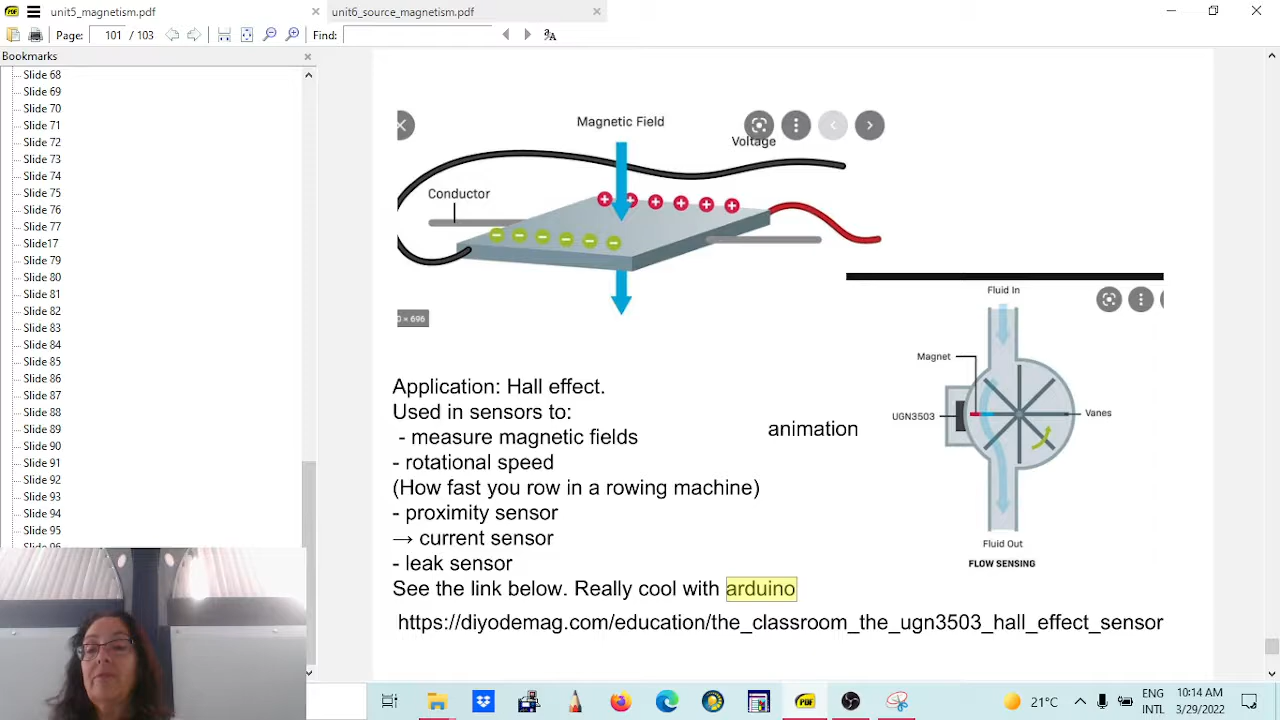 unit5_magnetism.pdf
unit6_source_magnetism.pdf
Page: 101 / 103
Find:
Bookmarks
Slide 68
Slide 69
Slide 70
Slide 71
Slide 72
Slide 73
Slide 74
Slide 75
Slide 76
Slide 77
Slide17
Slide 79
Slide 80
Slide 81
Slide 82
Slide 83
Slide 84
Slide 85
Slide 86
Slide 87
Slide 88
Slide 89
Slide 90
Slide 91
Slide 92
Slide 93
Slide 94
Slide 95
Magnetic Field
Voltage
Conductor
× 696
Fluid In
Magnet
UGN3503
Vanes
Fluid Out
FLOW SENSING
Application: Hall effect.
Used in sensors to:
- measure magnetic fields
animation
- rotational speed
(How fast you row in a rowing machine)
- proximity sensor
→ current sensor
- leak sensor
See the link below. Really cool with arduino
https://diyodemag.com/education/the_classroom_the_ugn3503_hall_effect_sensor
PDF
21°C
ENG
INTL
10:14 AM
3/29/2022